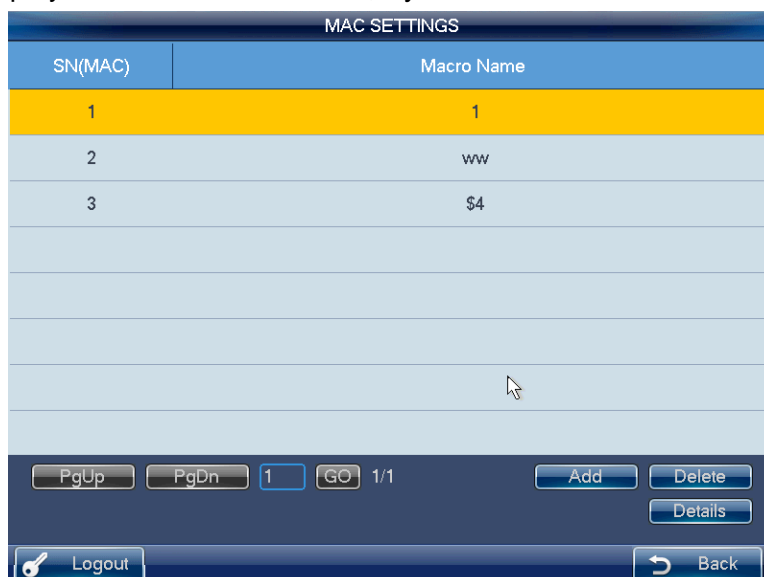 MAC SETTINGS
SN(MAC) Macro Name
1 1
2 ww
3 $4
PgUp PgDn 1 GO 1/1 Add Delete
Details
Logout Back